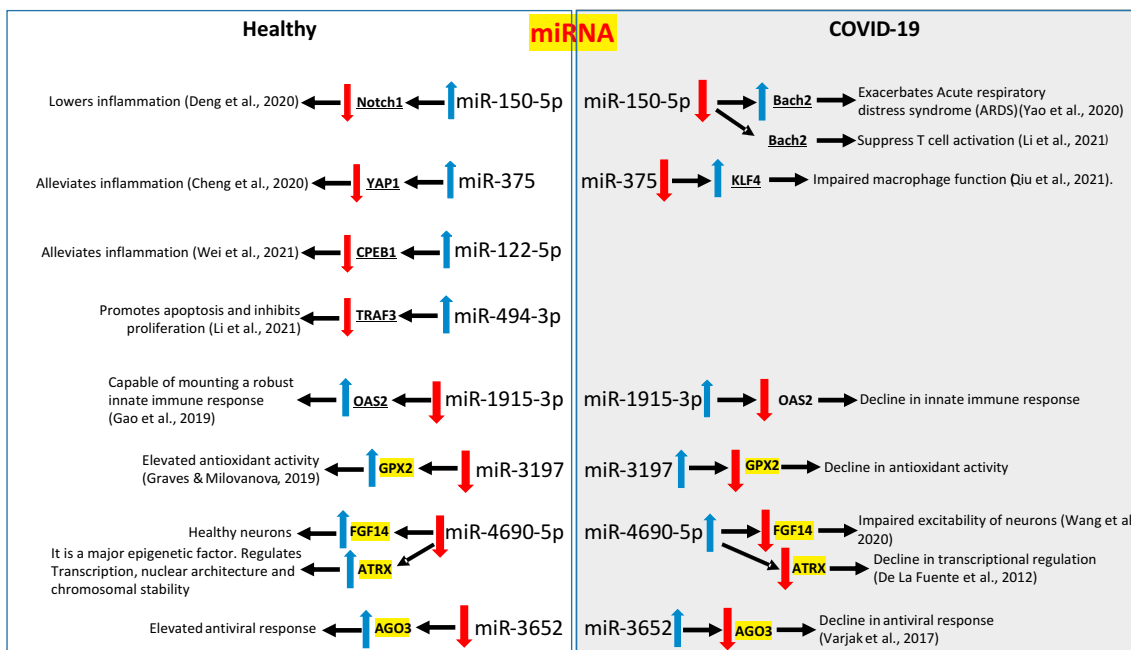 Healthy
miRNA
COVID-19
Lowers inflammation (Deng et al., 2020)
Notch1
miR-150-5p
Alleviates inflammation (Cheng et al., 2020)
YAP1
miR-375
Alleviates inflammation (Wei et al., 2021)
CPEB1
miR-122-5p
Promotes apoptosis and inhibits
proliferation (Li et al., 2021)
TRAF3
miR-494-3p
Capable of mounting a robust
innate immune response
(Gao et al., 2019)
OAS2
miR-1915-3p
Elevated antioxidant activity
(Graves & Milovanova, 2019)
GPX2
miR-3197
Healthy neurons
FGF14
miR-4690-5p
It is a major epigenetic factor. Regulates
Transcription, nuclear architecture and
chromosomal stability
ATRX
Elevated antiviral response
AGO3
miR-3652
miR-150-5p
Bach2
Exacerbates Acute respiratory
distress syndrome (ARDS)(Yao et al., 2020)
Bach2
Suppress T cell activation (Li et al., 2021)
miR-375
KLF4
Impaired macrophage function (Qiu et al., 2021).
miR-1915-3p
OAS2
Decline in innate immune response
miR-3197
GPX2
Decline in antioxidant activity
miR-4690-5p
FGF14
Impaired excitability of neurons (Wang et al
2020)
ATRX
Decline in transcriptional regulation
(De La Fuente et al., 2012)
miR-3652
AGO3
Decline in antiviral response
(Varjak et al., 2017)